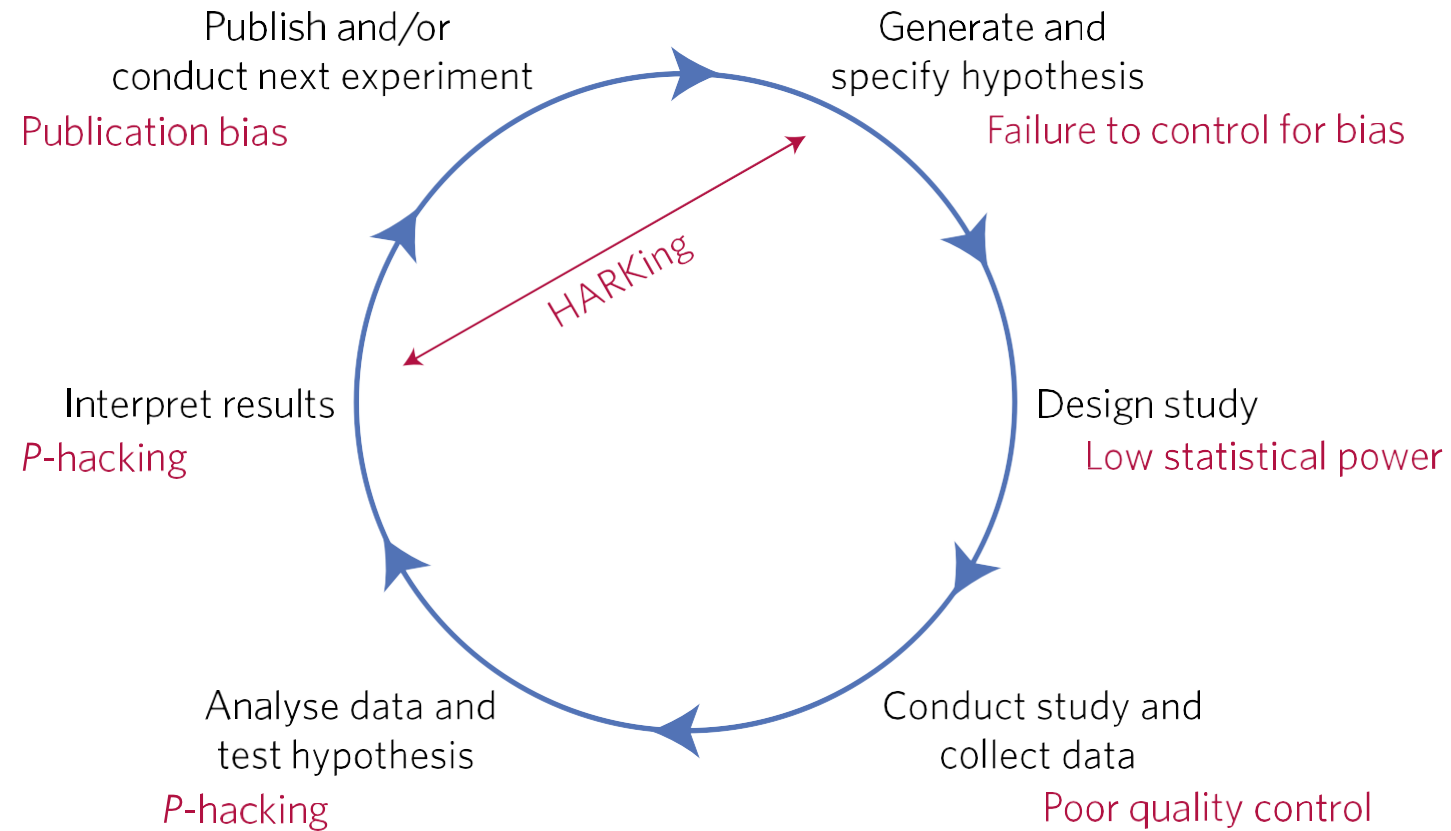 Publish and/or
conduct next experiment
Publication bias
Generate and
specify hypothesis
Failure to control for bias
HARKing
Interpret results
P-hacking
Design study
Low statistical power
Analyse data and
test hypothesis
P-hacking
Conduct study and
collect data
Poor quality control